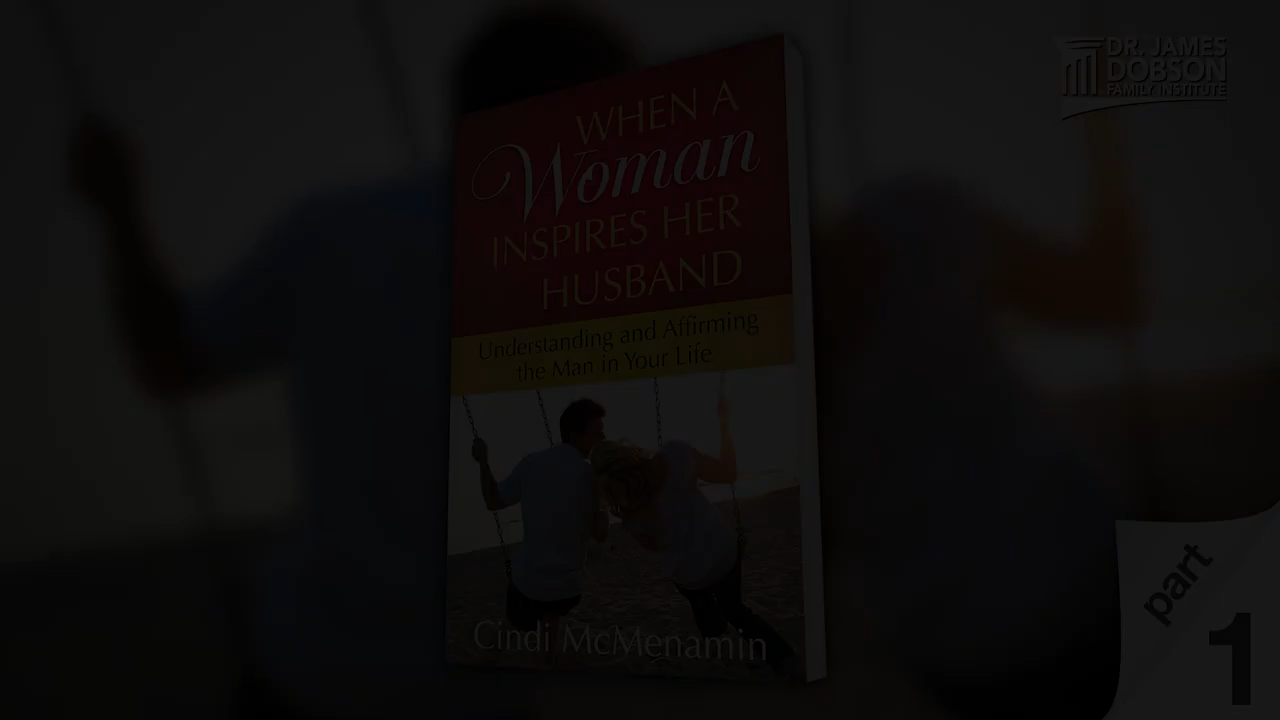 DR. JAMES
DOBSON
FAMILY INSTITUTE
WHEN A
Woman
INSPIRES HER
HUSBAND
Understanding and Affirming
the Man in Your Life
Cindi McMenamin
part
1